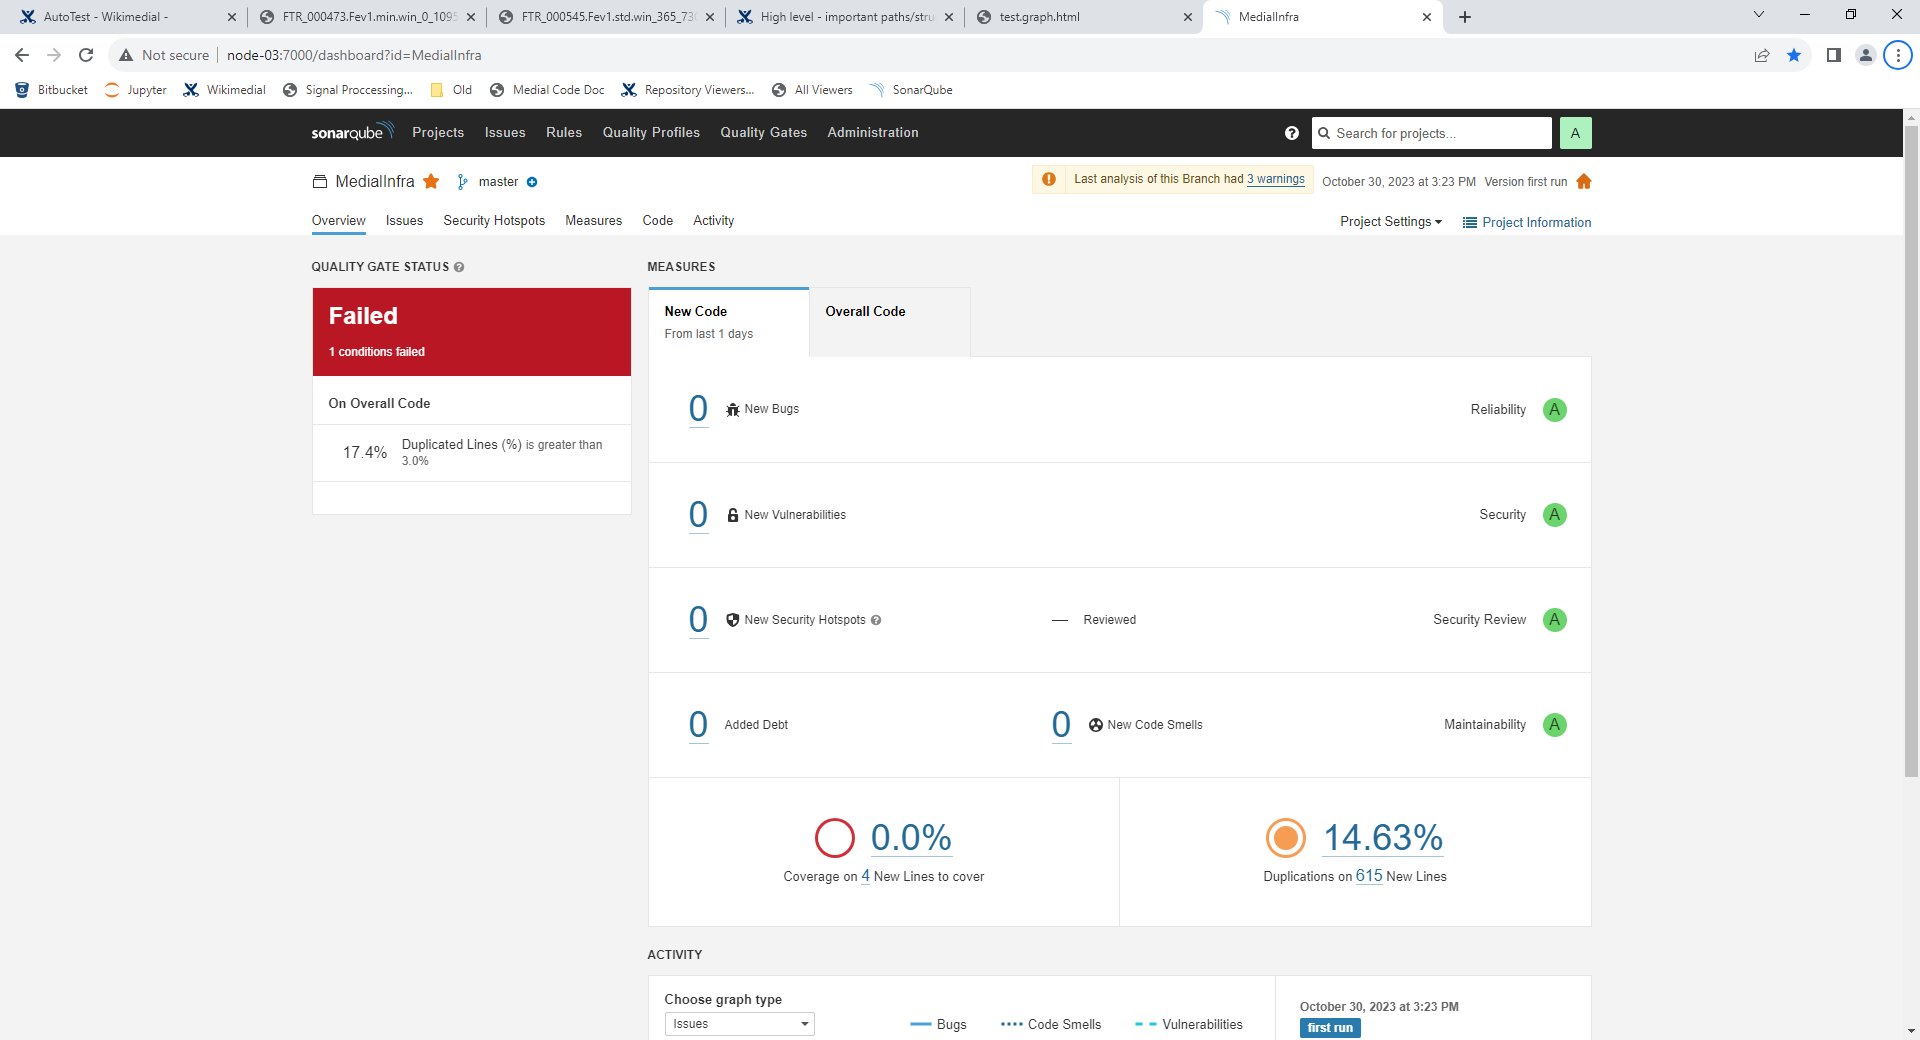 AutoTest - Wikimedial -
FTR_000473.Fev1.min.win_0_1095
FTR_000545.Fev1.std.win_365_730
High level - important paths/stru
test.graph.html
MedialInfra
Not secure
node-03:7000/dashboard?id=MedialInfra
Bitbucket
Jupyter
Wikimedial
Signal Proccessing...
Old
Medial Code Doc
Repository Viewers...
All Viewers
SonarQube
sonarqube
Projects
Issues
Rules
Quality Profiles
Quality Gates
Administration
Search for projects...
A
MedialInfra
master
Last analysis of this Branch had 3 warnings
October 30, 2023 at 3:23 PM
Version first run
Overview
Issues
Security Hotspots
Measures
Code
Activity
Project Settings
Project Information
QUALITY GATE STATUS
Failed
1 conditions failed
On Overall Code
17.4%
Duplicated Lines (%) is greater than
3.0%
MEASURES
New Code
From last 1 days
Overall Code
0 New Bugs
Reliability A
0 New Vulnerabilities
Security A
0 New Security Hotspots
— Reviewed
Security Review A
0 Added Debt
0 New Code Smells
Maintainability A
0.0%
Coverage on 4 New Lines to cover
14.63%
Duplications on 615 New Lines
ACTIVITY
Choose graph type
Issues
Bugs
Code Smells
Vulnerabilities
October 30, 2023 at 3:23 PM
first run